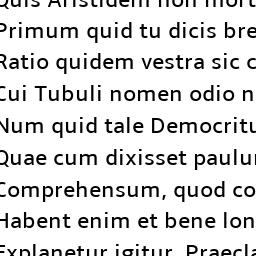 Quis Aristidem non mort
Primum quid tu dicis bre
Ratio quidem vestra sic c
Cui Tubuli nomen odio n
Num quid tale Democritu
Quae cum dixisset paulu
Comprehensum, quod co
Habent enim et bene lon
Explanetur igitur. Praecla